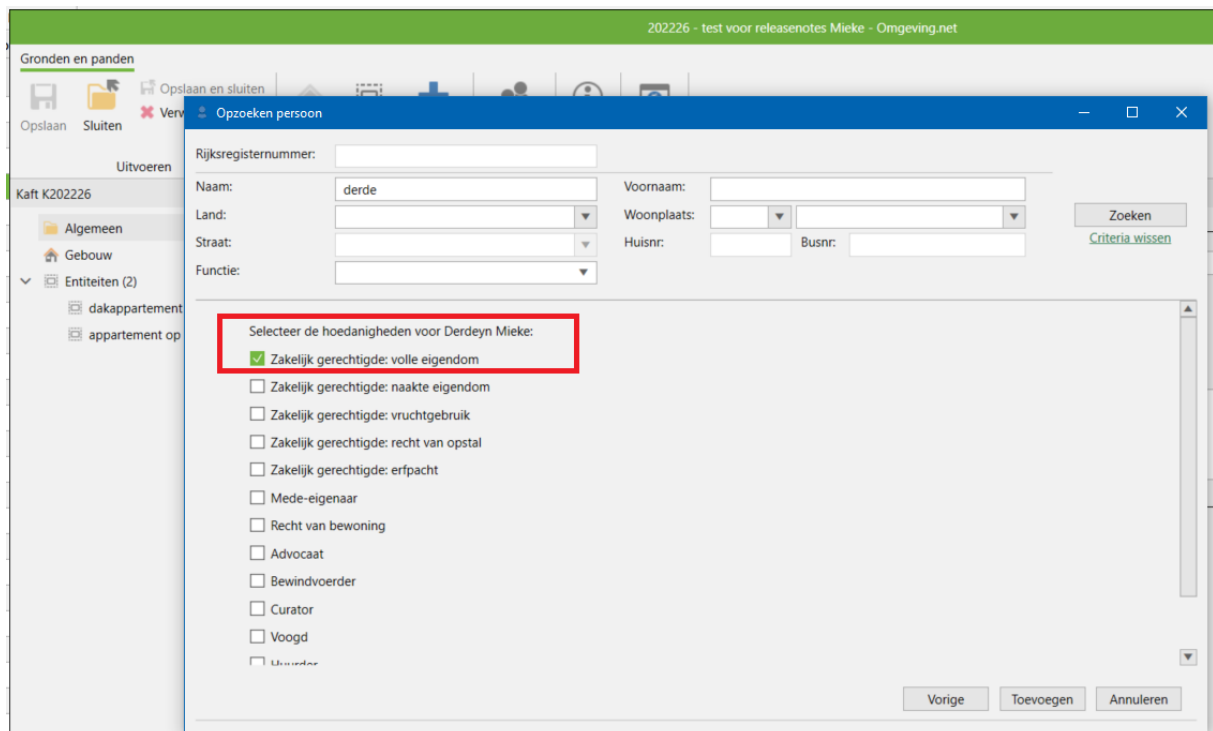 202226 - test voor releasenotes Mieke - Omgeving.net
Gronden en panden
Opslaan en sluiten
Opslaan Sluiten
Uitvoeren
Kaft K202226
Algemeen
Gebouw
Entiteiten (2)
dakappartement
appartement op
Opzoeken persoon
Rijksregisternummer:
Naam: derde Voornaam:
Land: Woonplaats: Zoeken
Straat: Huisnr: Busnr: Criteria wissen
Functie:
Selecteer de hoedanigheden voor Derdeyn Mieke:
Zakelijk gerechtigde: volle eigendom
Zakelijk gerechtigde: naakte eigendom
Zakelijk gerechtigde: vruchtgebruik
Zakelijk gerechtigde: recht van opstal
Zakelijk gerechtigde: erfpacht
Mede-eigenaar
Recht van bewoning
Advocaat
Bewindvoerder
Curator
Voogd
Huurder
Vorige Toevoegen Annuleren